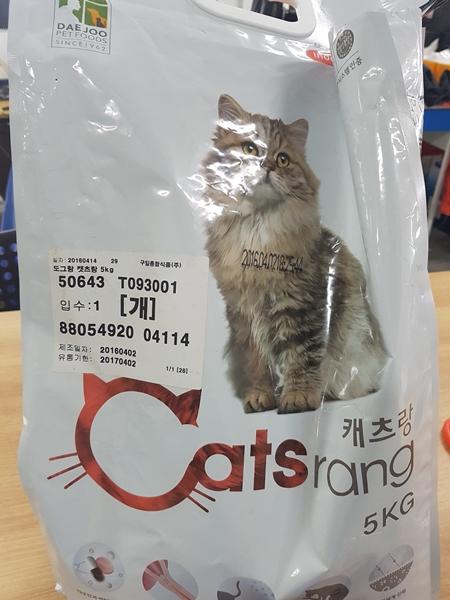 DAEJOO
PET FOODS
SINCE 1962
2016.04.02
일자: 20160414 29 구일종합식품(주)
도그랑 캣츠랑 5kg
50643 T093001
입수:1 [개]
88054920 04114
제조일자: 20160402
유통기한: 20170402
1/1 [28]
캐츠랑
Catsrang
5KG